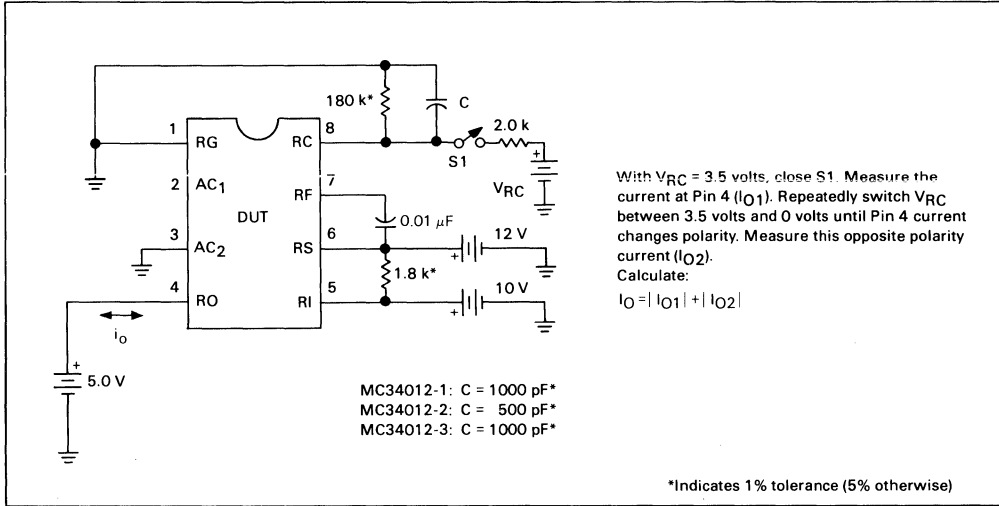 180 k*
C
2.0 k
1
RG
RC
8
S1
+
VRC
2
AC1
7
RF
DUT
0.01 μF
3
AC2
6
RS
12 V
+
1.8 k*
4
RO
5
RI
10 V
+
iO
+
5.0 V
With VRC = 3.5 volts, close S1. Measure the
current at Pin 4 (IO1). Repeatedly switch VRC
between 3.5 volts and 0 volts until Pin 4 current
changes polarity. Measure this opposite polarity
current (IO2).
Calculate:
IO = | IO1 | + | IO2 |
MC34012-1: C = 1000 pF*
MC34012-2: C = 500 pF*
MC34012-3: C = 1000 pF*
*Indicates 1% tolerance (5% otherwise)